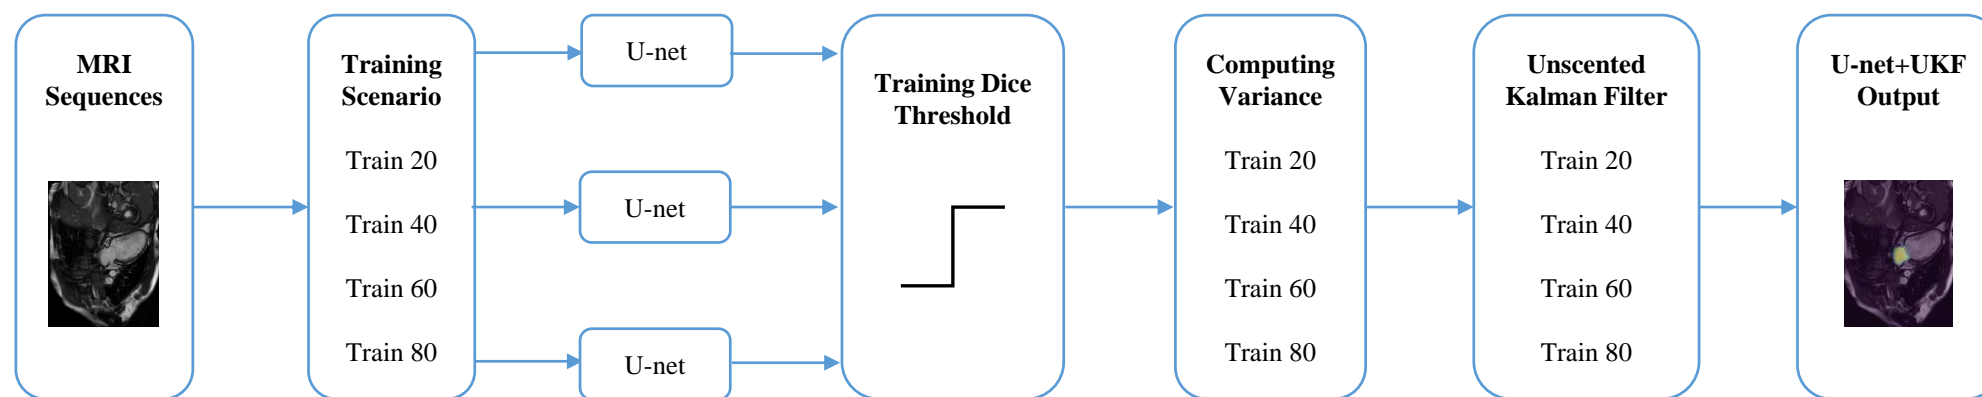 MRI
Sequences
Training
Scenario
Train 20
Train 40
Train 60
Train 80
U-net
U-net
U-net
Training Dice
Threshold
Computing
Variance
Train 20
Train 40
Train 60
Train 80
Unscented
Kalman Filter
Train 20
Train 40
Train 60
Train 80
U-net+UKF
Output